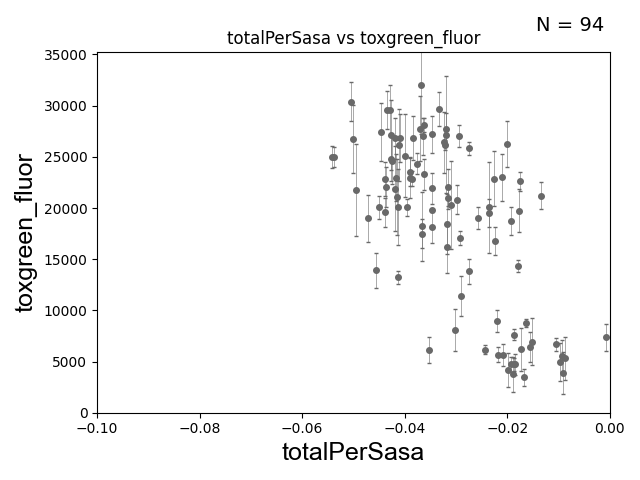 N = 94
totalPerSasa vs toxgreen_fluor
35000
30000
25000
20000
15000
10000
5000
0
toxgreen_fluor
−0.10 −0.08 −0.06 −0.04 −0.02 0.00
totalPerSasa